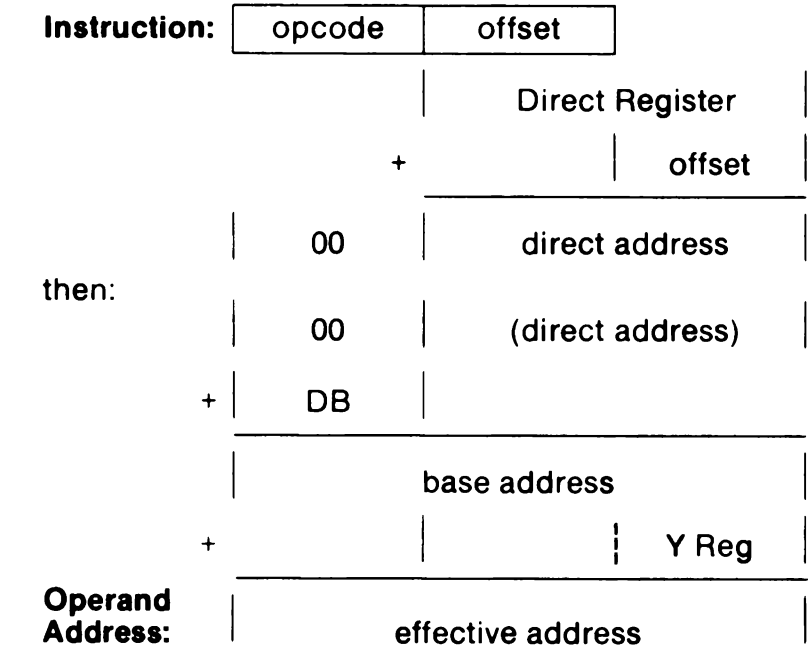 Instruction: opcode offset
Direct Register
+ offset
00 direct address
then:
00 (direct address)
+ DB
base address
+ Y Reg
Operand
Address: effective address